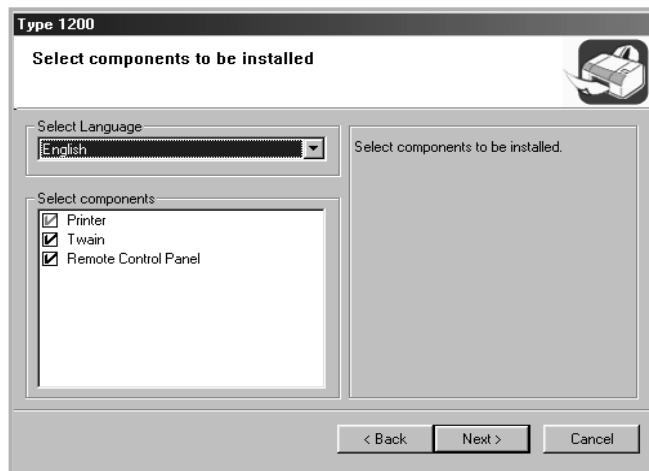 Type 1200
Select components to be installed
Select Language
English
Select components to be installed.
Select components
Printer
Twain
Remote Control Panel
< Back
Next >
Cancel